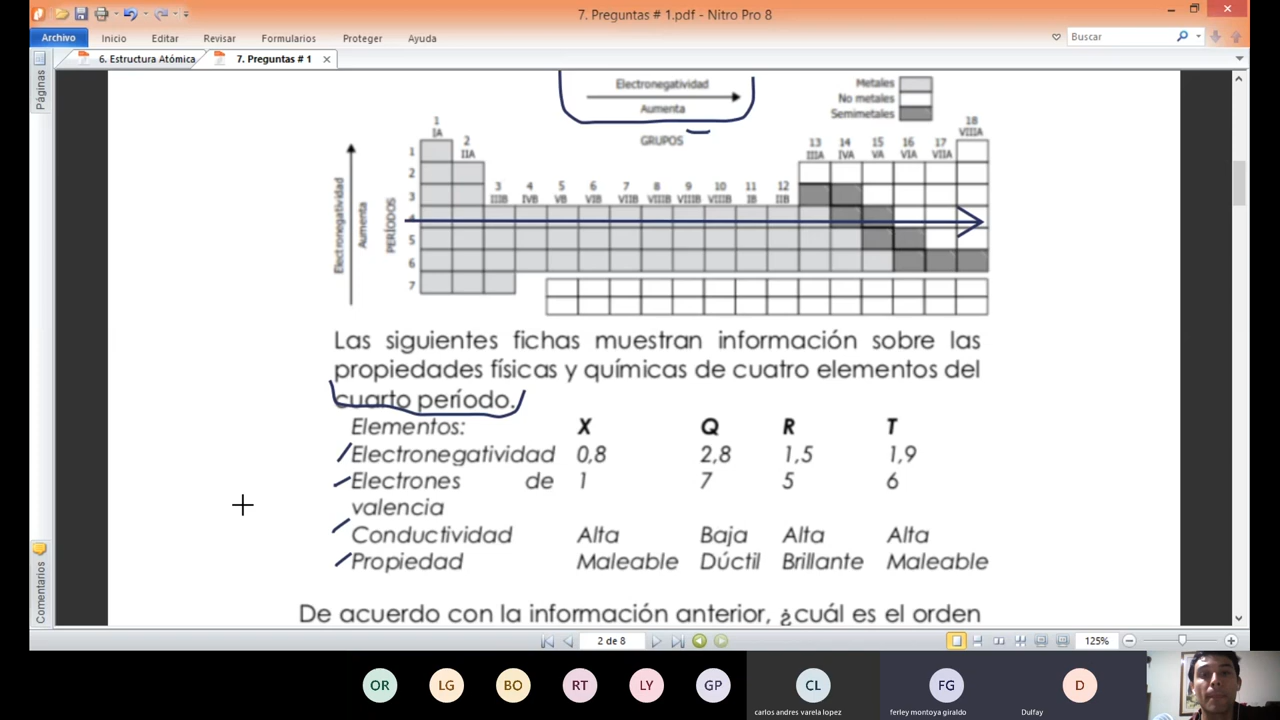 7. Preguntas # 1.pdf - Nitro Pro 8
Archivo Inicio Editar Revisar Formularios Proteger Ayuda Buscar
6. Estructura Atómica 7. Preguntas # 1
Páginas
Comentarios
Electronegatividad
Aumenta
Metales
No metales
Semimetales
GRUPOS
1 18
IA VIIIA
2 13 14 15 16 17
IIA IIIA IVA VA VIA VIIA
3 4 5 6 7 8 9 10 11 12
IIIB IVB VB VIB VIIB VIIIB VIIIB VIIIB IB IIB
Electronegatividad
Aumenta
PERÍODOS
1
2
3
4
5
6
7
Las siguientes fichas muestran información sobre las
propiedades físicas y químicas de cuatro elementos del
cuarto período.
Elementos: X Q R T
Electronegatividad 0,8 2,8 1,5 1,9
Electrones de 1 7 5 6
valencia
Conductividad Alta Baja Alta Alta
Propiedad Maleable Dúctil Brillante Maleable
De acuerdo con la información anterior, ¿cuál es el orden
2 de 8 125%
OR LG BO RT LY GP CL FG D
carlos andres varela lopez ferley montoya giraldo Dulfay